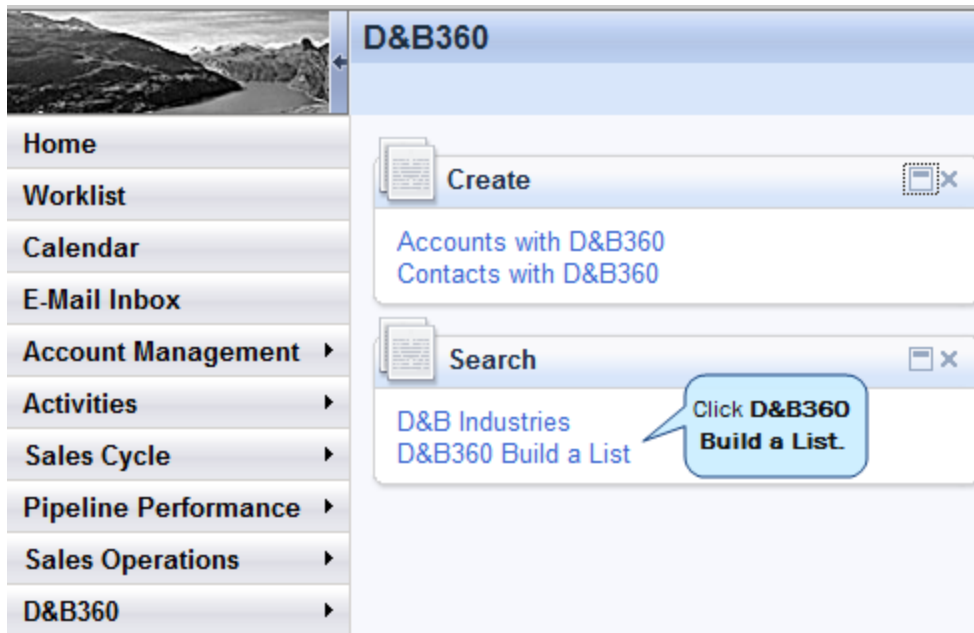 D&B360
Home
Worklist
Calendar
E-Mail Inbox
Account Management
Activities
Sales Cycle
Pipeline Performance
Sales Operations
D&B360
Create
Accounts with D&B360
Contacts with D&B360
Search
D&B Industries
D&B360 Build a List
Click D&B360
Build a List.